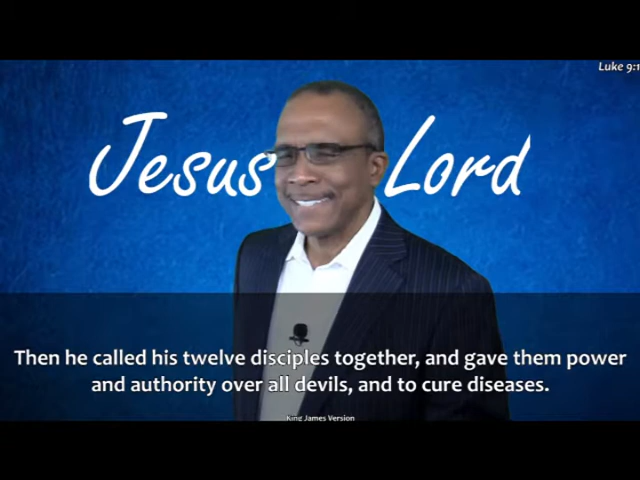 Luke 9:1
Jesus Lord
Then he called his twelve disciples together, and gave them power
and authority over all devils, and to cure diseases.
King James Version